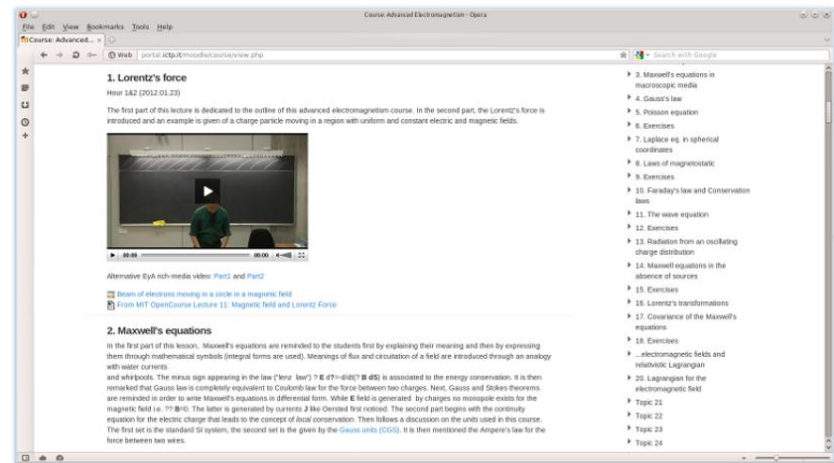 Course: Advanced Electromagnetism - Opera
File Edit View Bookmarks Tools Help
Course: Advanced...
Web portal.ictp.it/moodle/course/view.php
Search with Google
1. Lorentz's force
Hour 1&2 (2012.01.23)
The first part of this lecture is dedicated to the outline of this advanced electromagnetism course. In the second part, the Lorentz's force is
introduced and an example is given of a charge particle moving in a region with uniform and constant electric and magnetic fields.
00:00 00:00
Alternative EyA rich-media video: Part1 and Part2
Beam of electrons moving in a circle in a magnetic field
From MIT OpenCourse Lecture 11: Magnetic field and Lorentz Force
2. Maxwell's equations
In the first part of this lesson, Maxwell's equations are reminded to the students first by explaining their meaning and then by expressing
them through mathematical symbols (integral forms are used). Meanings of flux and circuitation of a field are introduced through an analogy
with water currents
and whirlpools. The minus sign appearing in the law ("lenz law") ? E d?=-d/dt(? B dS) is associated to the energy conservation. It is then
remarked that Gauss law is completely equivalent to Coulomb law for the force between two charges. Next, Gauss and Stokes theorems
are reminded in order to write Maxwell's equations in differential form. While E field is generated by charges no monopole exists for the
magnetic field i.e. ?? B=0. The latter is generated by currents J like Oersted first noticed. The second part begins with the continuity
equation for the electric charge that leads to the concept of local conservation. Then follows a discussion on the units used in this course.
The first set is the standard SI system, the second set is the given by the Gauss units (CGS). It is then mentioned the Ampere's law for the
force between two wires.
3. Maxwell's equations in
macroscopic media
4. Gauss's law
5. Poisson equation
6. Exercises
7. Laplace eq. in spherical
coordinates
8. Laws of magnetostatic
9. Exercises
10. Faraday's law and Conservation
laws
11. The wave equation
12. Exercises
13. Radiation from an oscillating
charge distribution
14. Maxwell equations in the
absence of sources
15. Exercises
16. Lorentz's transformations
17. Covariance of the Maxwell's
equations
18. Exercises
...electromagnetic fields and
relativistic Lagrangian
20. Lagrangian for the
electromagnetic field
Topic 21
Topic 22
Topic 23
Topic 24